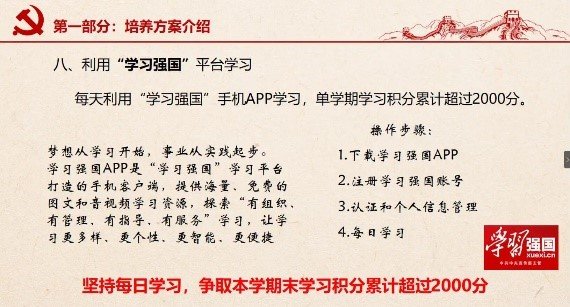 第一部分：培养方案介绍
八、利用“学习强国”平台学习
每天利用“学习强国”手机APP学习，单学期学习积分累计超过2000分。
梦想从学习开始，事业从实践起步。
学习强国APP是“学习强国”学习平台
打造的手机客户端，提供海量、免费的
图文和音视频学习资源，探索“有组织、
有管理、有指导、有服务”学习，让学
习更多样、更个性、更智能、更便捷
操作步骤：
1.下载学习强国APP
2.注册学习强国账号
3.认证和个人信息管理
4.每日学习
学习强国
xuexi.cn
中共中央宣传部主管
坚持每日学习，争取本学期末学习积分累计超过2000分